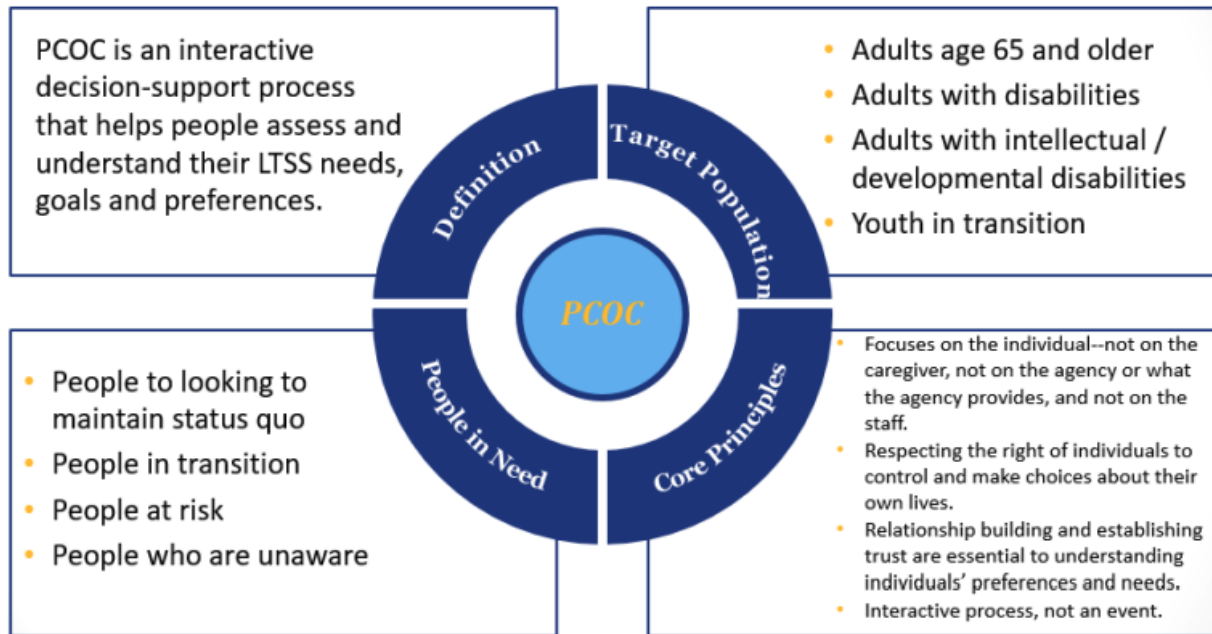 PCOC is an interactive
decision-support process
that helps people assess and
understand their LTSS needs,
goals and preferences.
Definition
Target Population
• Adults age 65 and older
• Adults with disabilities
• Adults with intellectual /
developmental disabilities
• Youth in transition
PCOC
• People to looking to
maintain status quo
• People in transition
• People at risk
• People who are unaware
People in Need
Core Principles
• Focuses on the individual--not on the
caregiver, not on the agency or what
the agency provides, and not on the
staff.
• Respecting the right of individuals to
control and make choices about their
own lives.
• Relationship building and establishing
trust are essential to understanding
individuals’ preferences and needs.
• Interactive process, not an event.